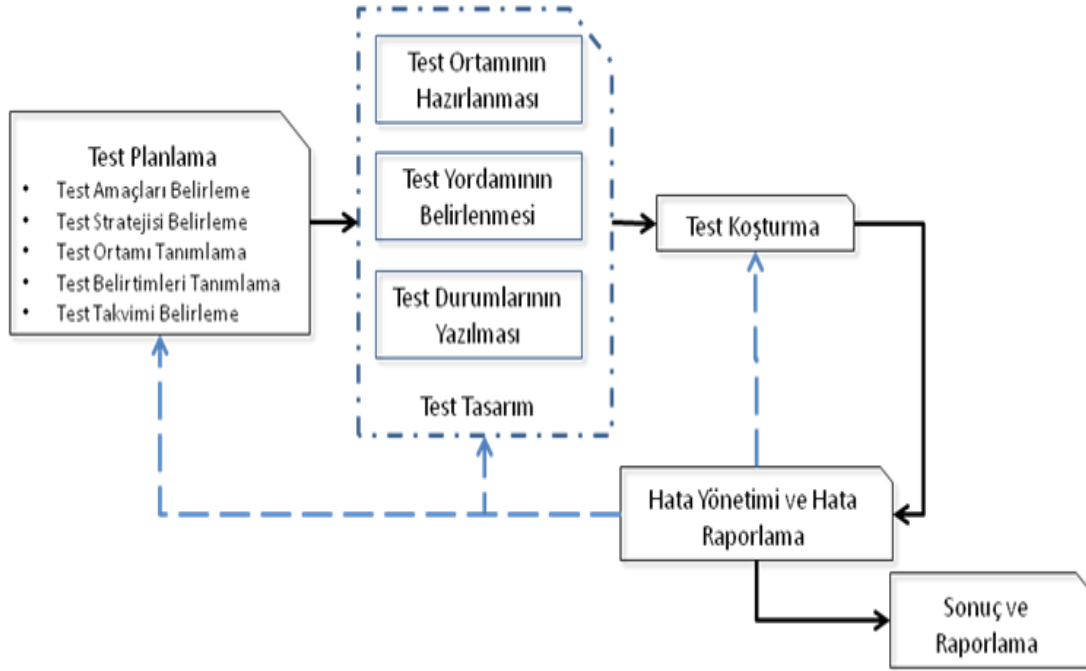 Test Planlama
• Test Amaçları Belirleme
• Test Stratejisi Belirleme
• Test Ortamı Tanımlama
• Test Belirtimleri Tanımlama
• Test Takvimi Belirleme
Test Ortamının
Hazırlanması
Test Yordamının
Belirlenmesi
Test Durumlarının
Yazılması
Test Tasarım
Test Koşturma
Hata Yönetimi ve Hata
Raporlama
Sonuç ve
Raporlama